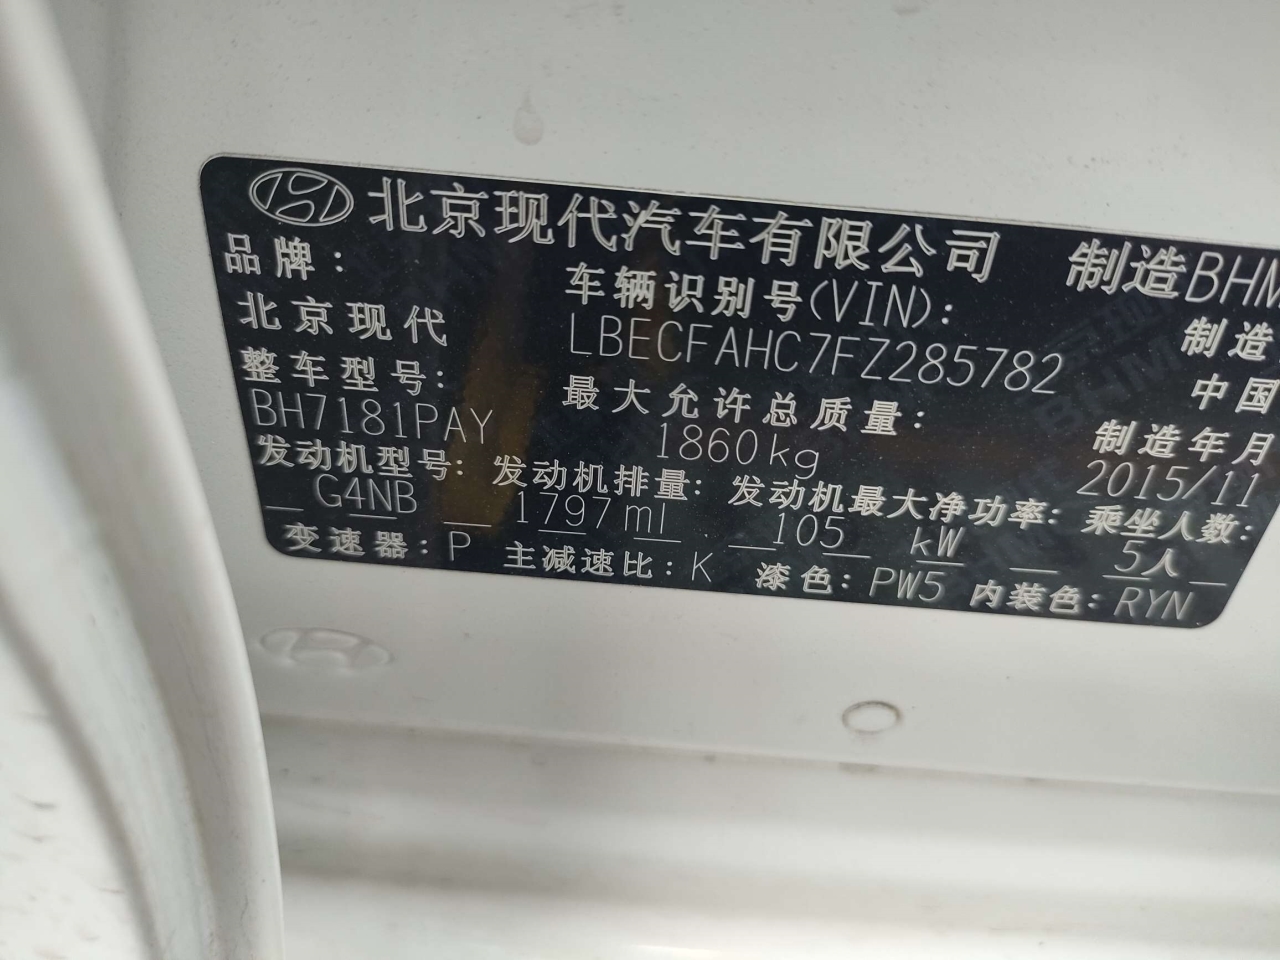 北京现代汽车有限公司 制造BHM
品牌： 车辆识别号(VIN)： 制造
北京现代 LBECFAHC7FZ285782 中国
整车型号： 最大允许总质量： 制造年月
BH7181PAY 1860kg 2015/11
发动机型号： 发动机排量： 发动机最大净功率： 乘坐人数：
G4NB 1797ml 105 kW 5人
变速器：P 主减速比：K 漆色：PW5 内装色：RYN